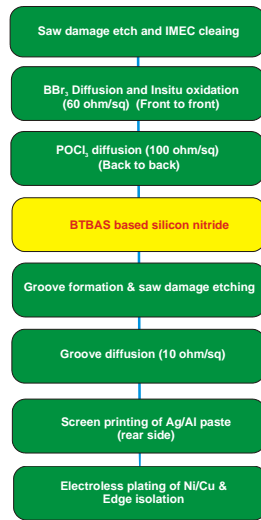 Saw damage etch and IMEC cleaing
BBr₃ Diffusion and Insitu oxidation
(60 ohm/sq) (Front to front)
POCl₃ diffusion (100 ohm/sq)
(Back to back)
BTBAS based silicon nitride
Groove formation & saw damage etching
Groove diffusion (10 ohm/sq)
Screen printing of Ag/Al paste
(rear side)
Electroless plating of Ni/Cu &
Edge isolation